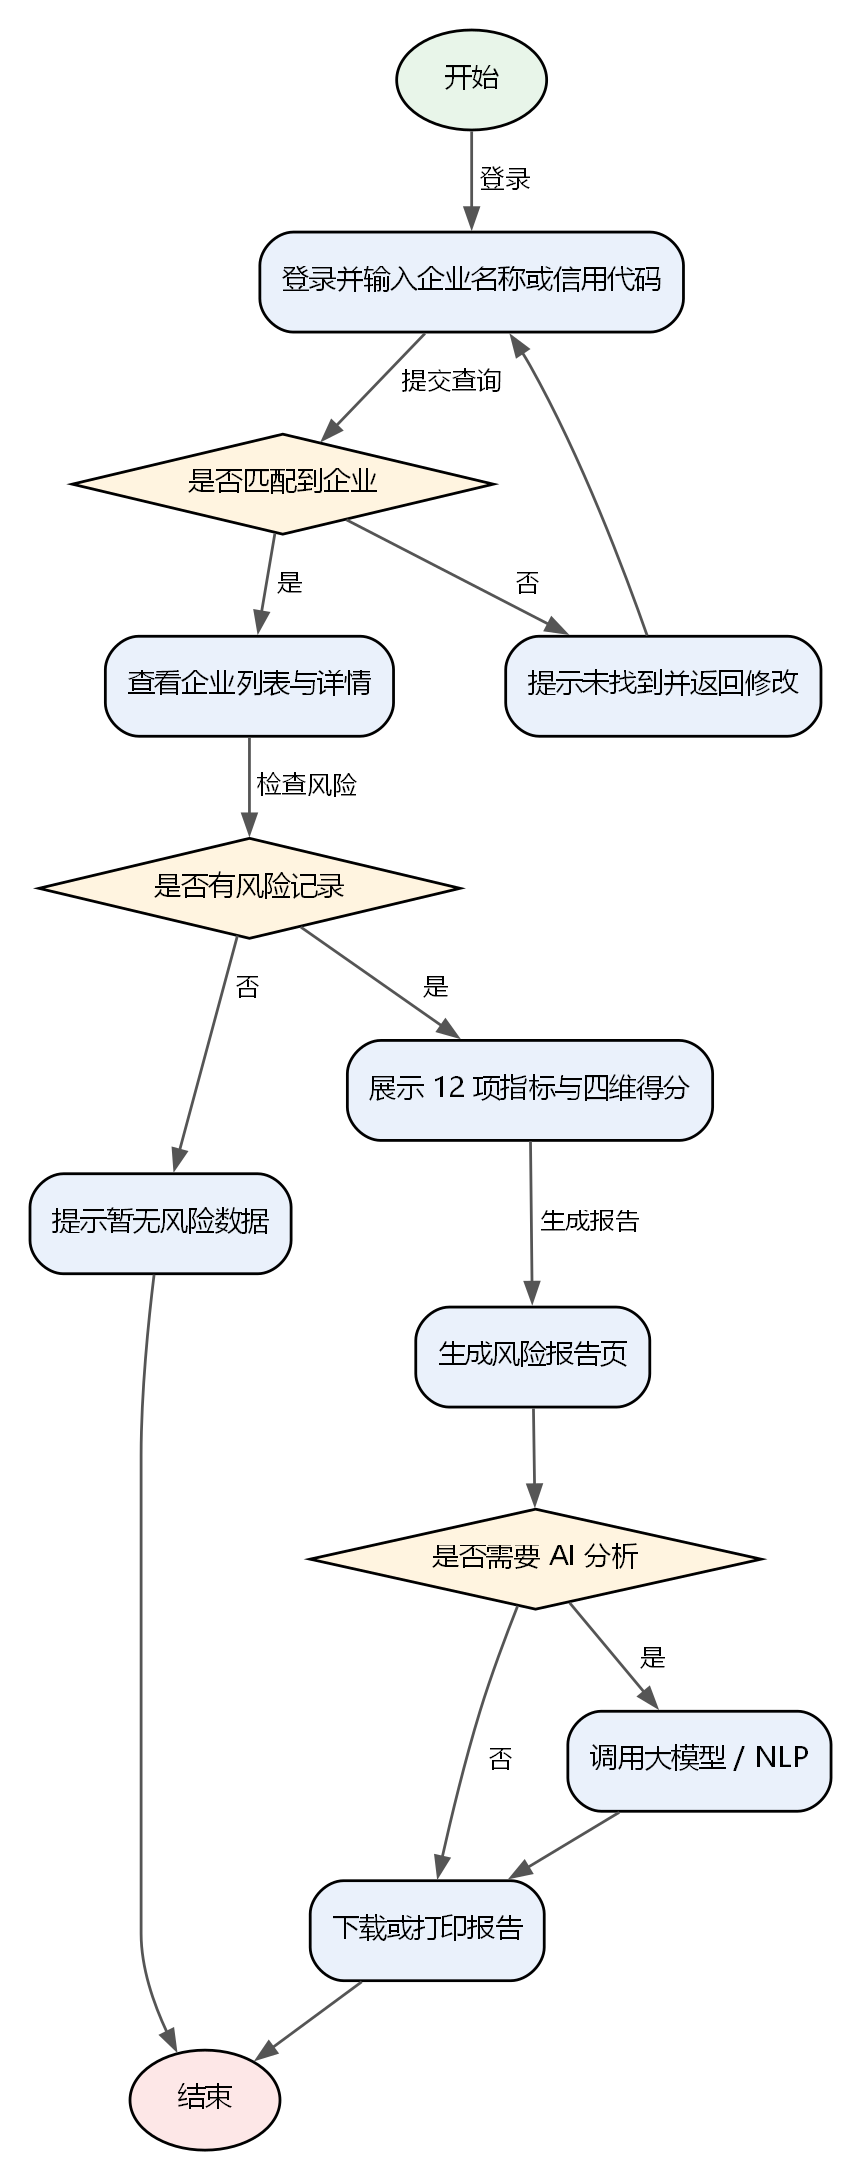 开始
登录
登录并输入企业名称或信用代码
提交查询
是否匹配到企业
是
否
查看企业列表与详情
提示未找到并返回修改
检查风险
是否有风险记录
否
是
展示 12 项指标与四维得分
提示暂无风险数据
生成报告
生成风险报告页
是否需要 AI 分析
是
否
调用大模型 / NLP
下载或打印报告
结束